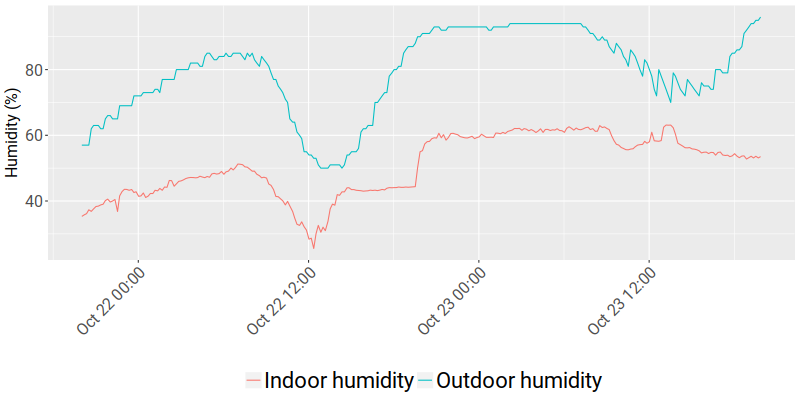 Humidity (%)
80
60
40
Oct 22 00:00
Oct 22 12:00
Oct 23 00:00
Oct 23 12:00
Indoor humidity Outdoor humidity